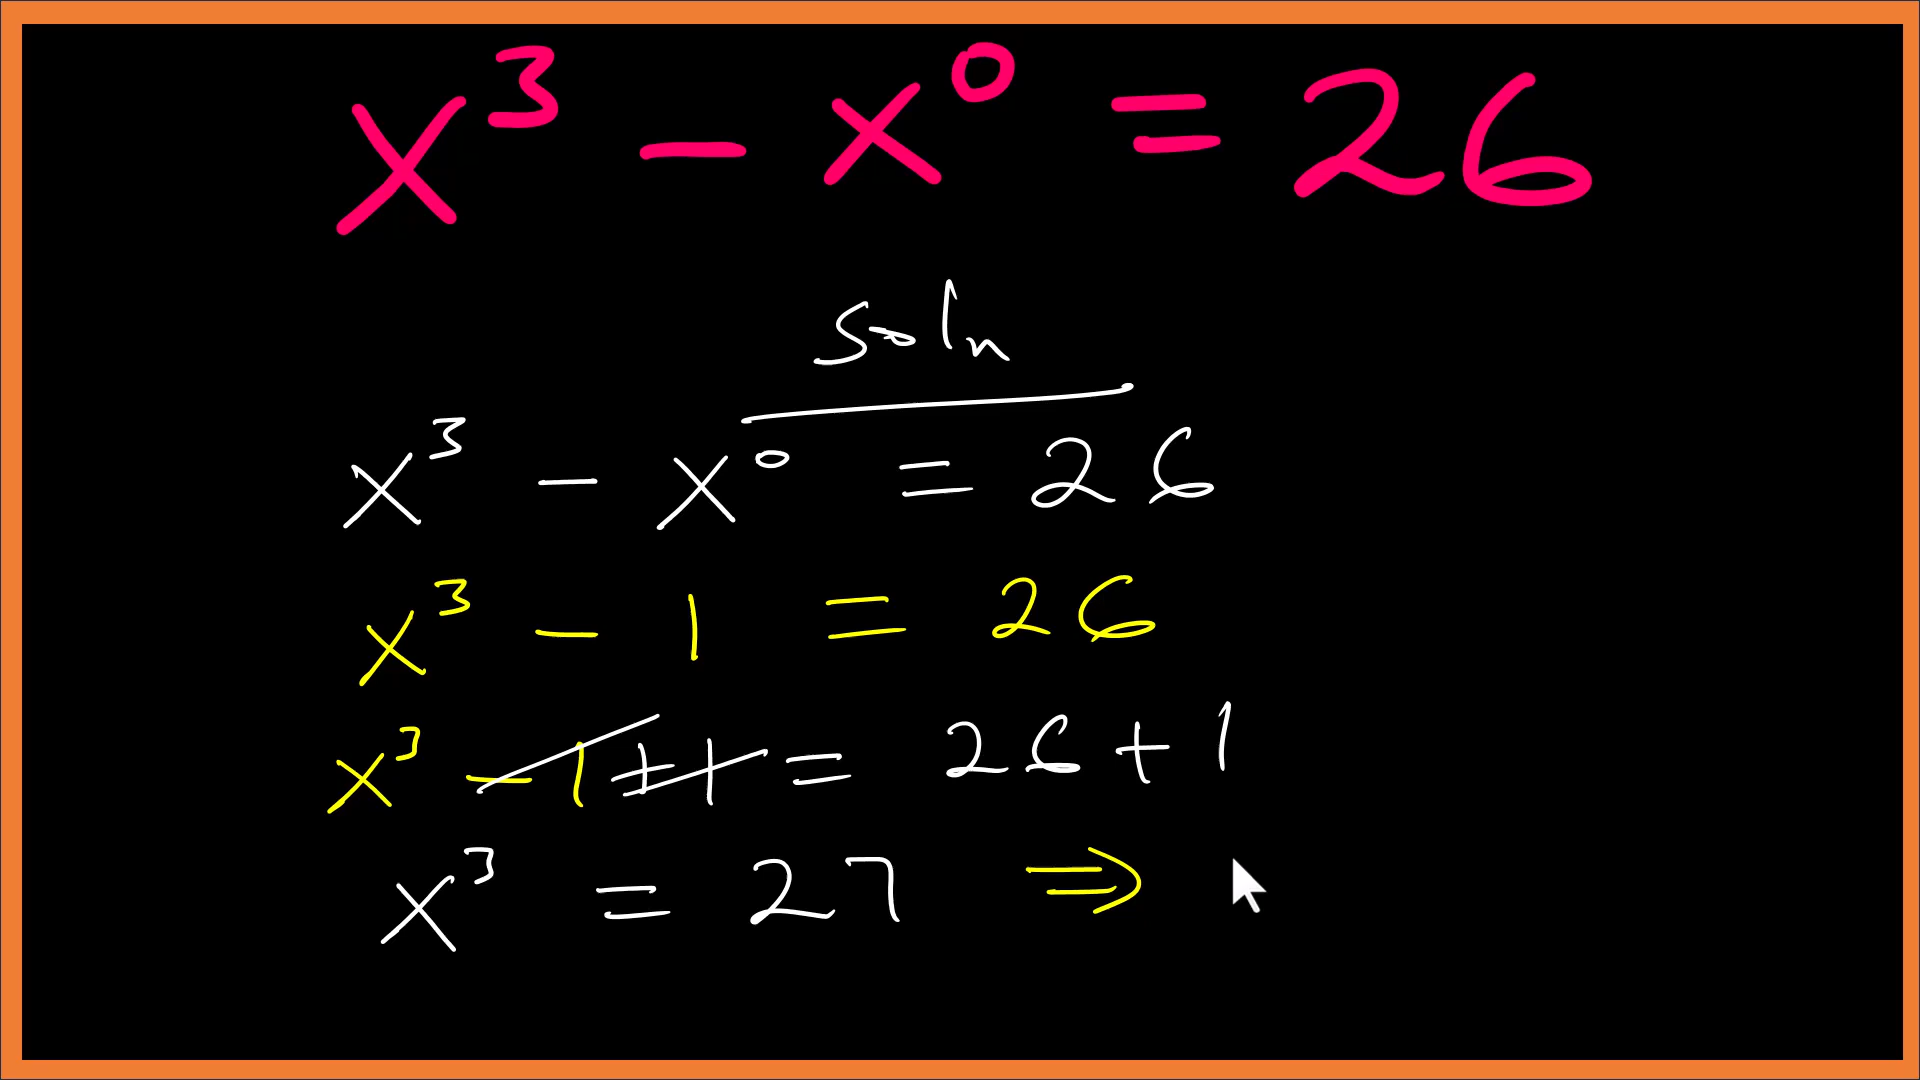 x³ - x⁰ = 26
soln
x³ - x⁰ = 26
x³ - 1 = 26
x³ - 1 + 1 = 26 + 1
x³ = 27 ⇒